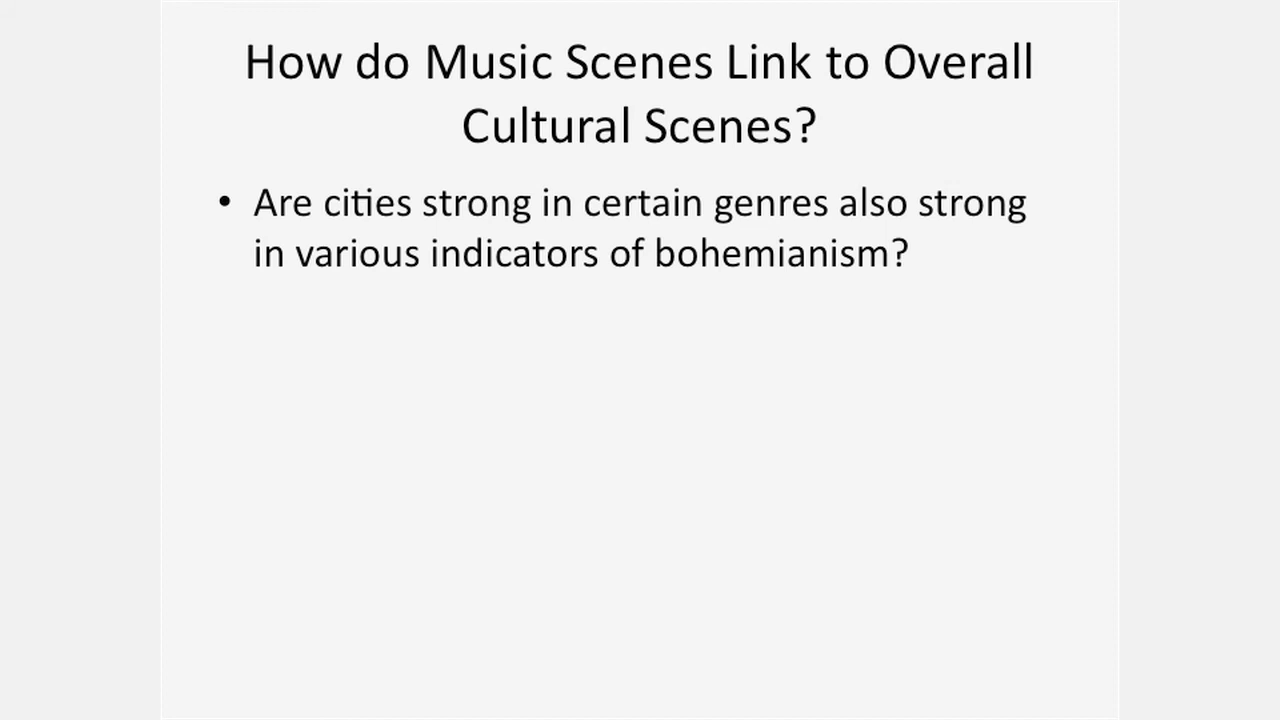 How do Music Scenes Link to Overall
Cultural Scenes?
• Are cities strong in certain genres also strong
in various indicators of bohemianism?